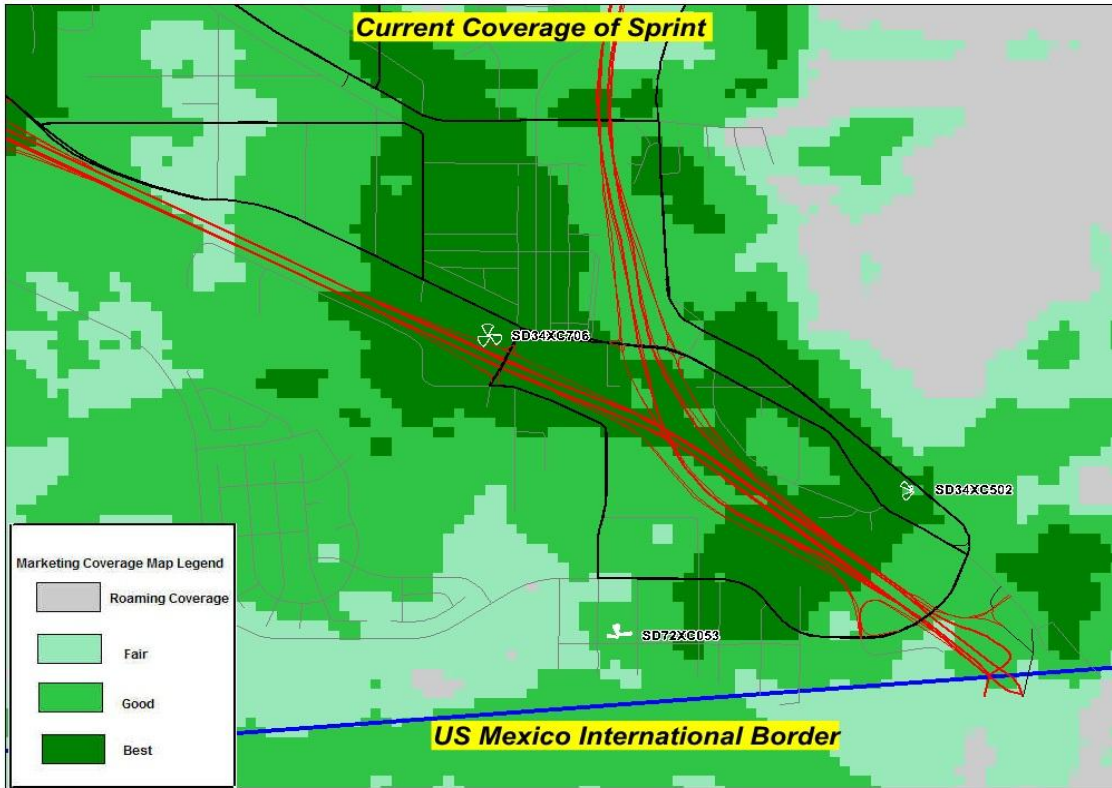 Current Coverage of Sprint
SD34XC706
SD34XC502
Marketing Coverage Map Legend
Roaming Coverage
Fair
SD72XC053
Good
US Mexico International Border
Best